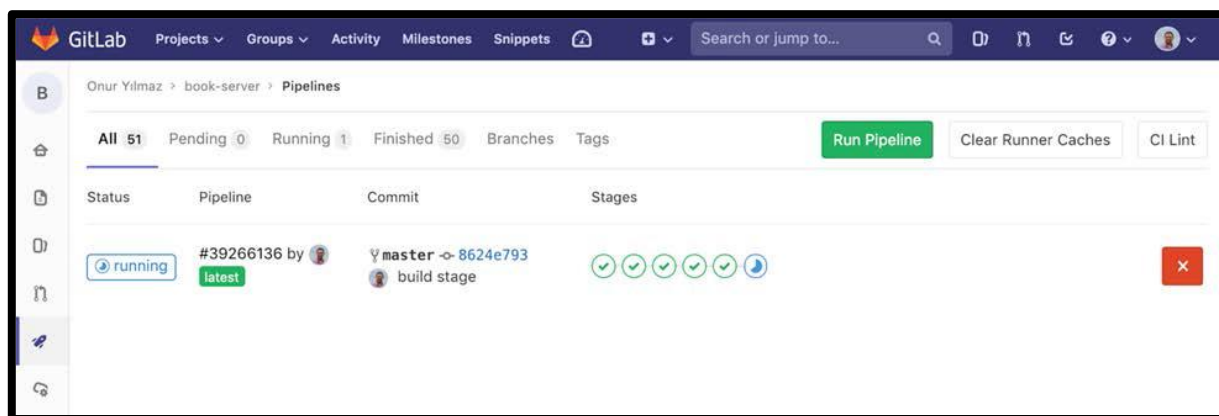 GitLab Projects Groups Activity Milestones Snippets Search or jump to...
B Onur Yılmaz > book-server > Pipelines
All 51 Pending 0 Running 1 Finished 50 Branches Tags Run Pipeline Clear Runner Caches CI Lint
Status Pipeline Commit Stages
running #39266136 by master 8624e793
latest build stage